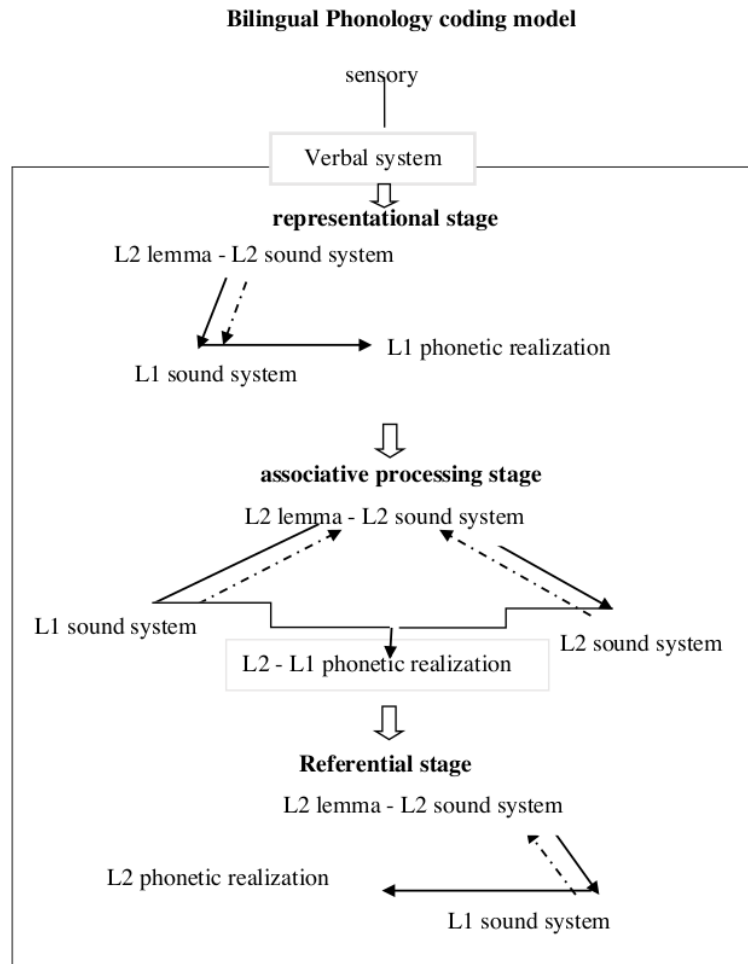 Bilingual Phonology coding model
sensory
Verbal system
representational stage
L2 lemma - L2 sound system
L1 phonetic realization
L1 sound system
associative processing stage
L2 lemma - L2 sound system
L1 sound system
L2 sound system
L2 - L1 phonetic realization
Referential stage
L2 lemma - L2 sound system
L2 phonetic realization
L1 sound system